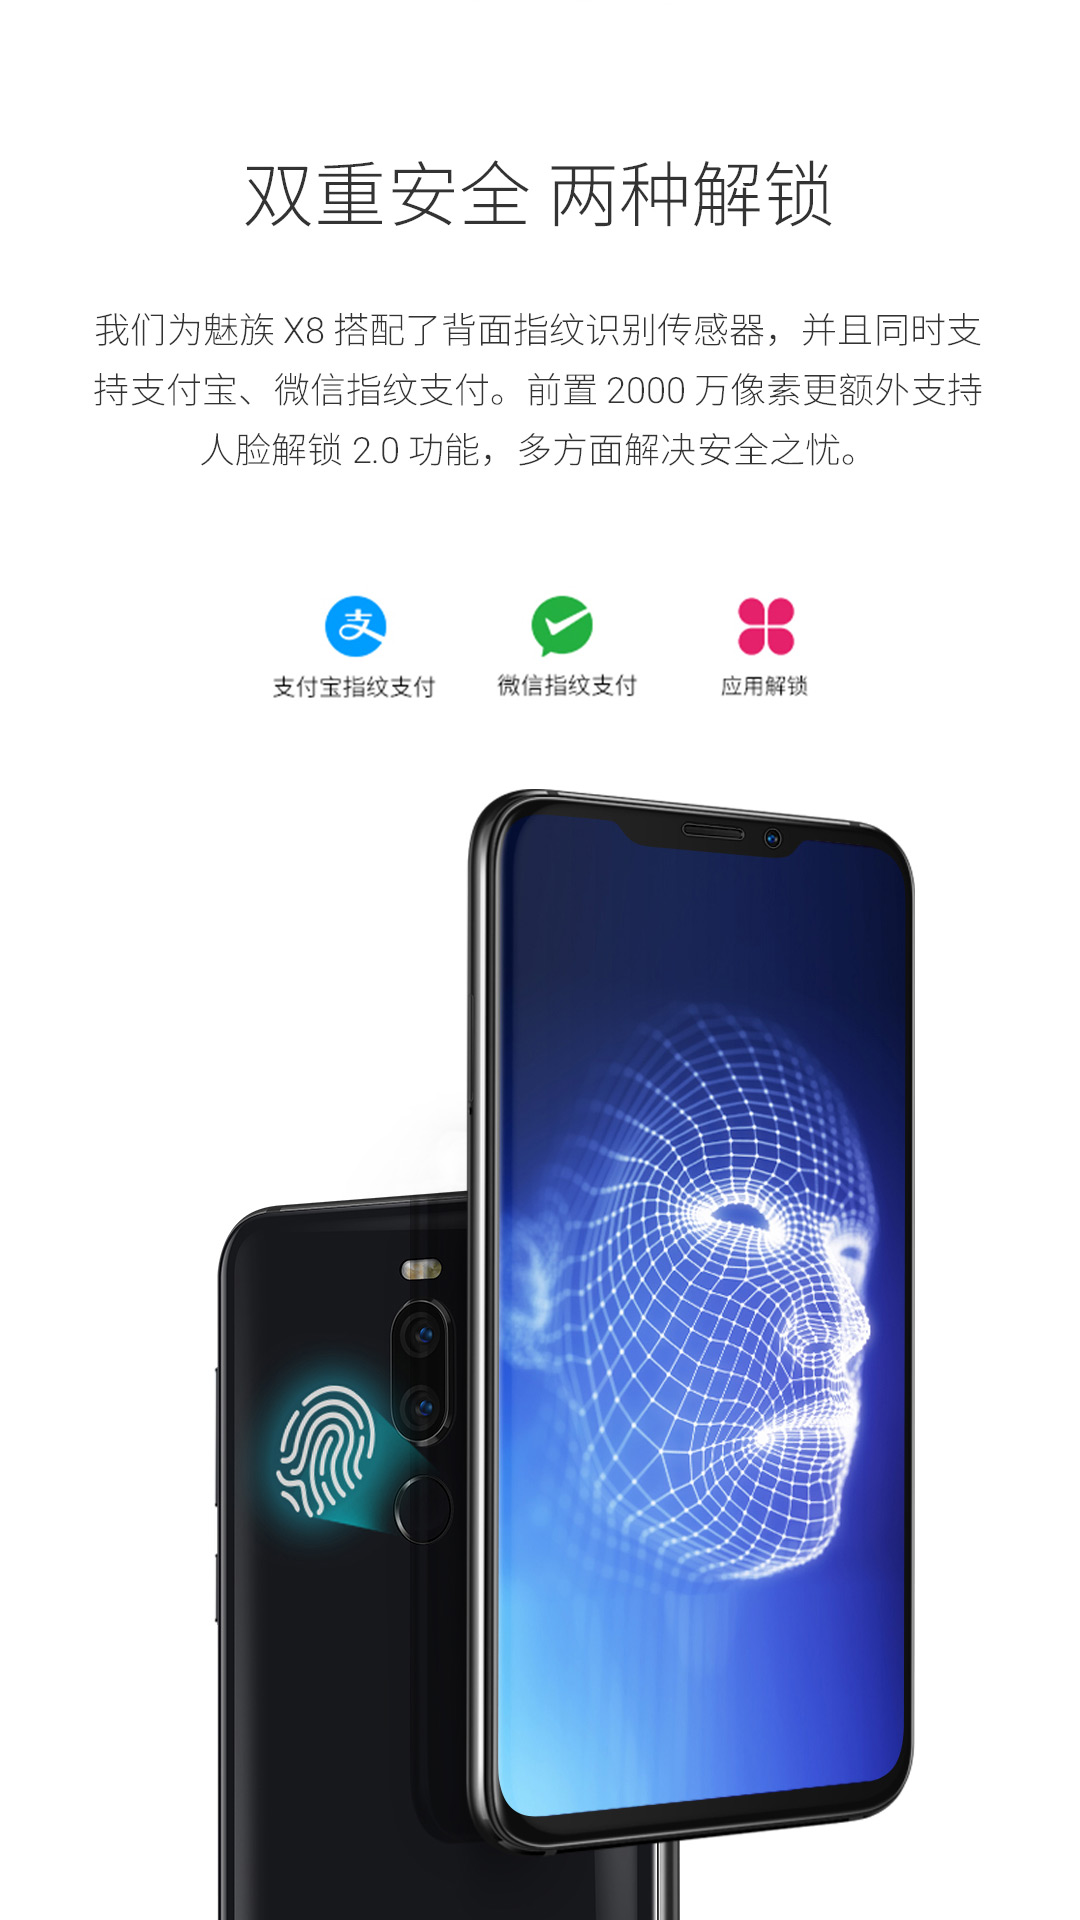 双重安全 两种解锁
我们为魅族 X8 搭配了背面指纹识别传感器，并且同时支
持支付宝、微信指纹支付。前置 2000 万像素更额外支持
人脸解锁 2.0 功能，多方面解决安全之忧。
支
支付宝指纹支付 微信指纹支付 应用解锁